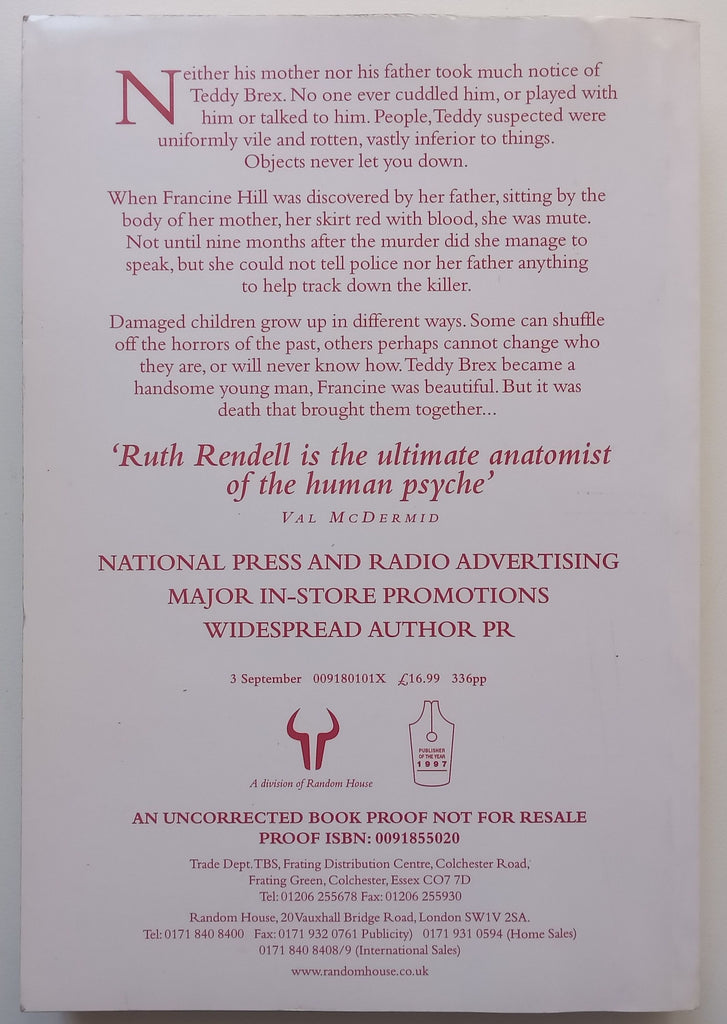 Neither his mother nor his father took much notice of
Teddy Brex. No one ever cuddled him, or played with
him or talked to him. People, Teddy suspected were
uniformly vile and rotten, vastly inferior to things.
Objects never let you down.
When Francine Hill was discovered by her father, sitting by the
body of her mother, her skirt red with blood, she was mute.
Not until nine months after the murder did she manage to
speak, but she could not tell police nor her father anything
to help track down the killer.
Damaged children grow up in different ways. Some can shuffle
off the horrors of the past, others perhaps cannot change who
they are, or will never know how. Teddy Brex became a
handsome young man, Francine was beautiful. But it was
death that brought them together...
‘Ruth Rendell is the ultimate anatomist
of the human psyche’
VAL MCDERMID
NATIONAL PRESS AND RADIO ADVERTISING
MAJOR IN-STORE PROMOTIONS
WIDESPREAD AUTHOR PR
3 September 009180101X £16.99 336pp
PUBLISHER
OF THE YEAR
1997
A division of Random House
AN UNCORRECTED BOOK PROOF NOT FOR RESALE
PROOF ISBN: 0091855020
Trade Dept. TBS, Frating Distribution Centre, Colchester Road,
Frating Green, Colchester, Essex CO7 7D
Tel: 01206 255678 Fax: 01206 255930
Random House, 20 Vauxhall Bridge Road, London SW1V 2SA.
Tel: 0171 840 8400 Fax: 0171 932 0761 Publicity) 0171 931 0594 (Home Sales)
0171 840 8408/9 (International Sales)
www.randomhouse.co.uk